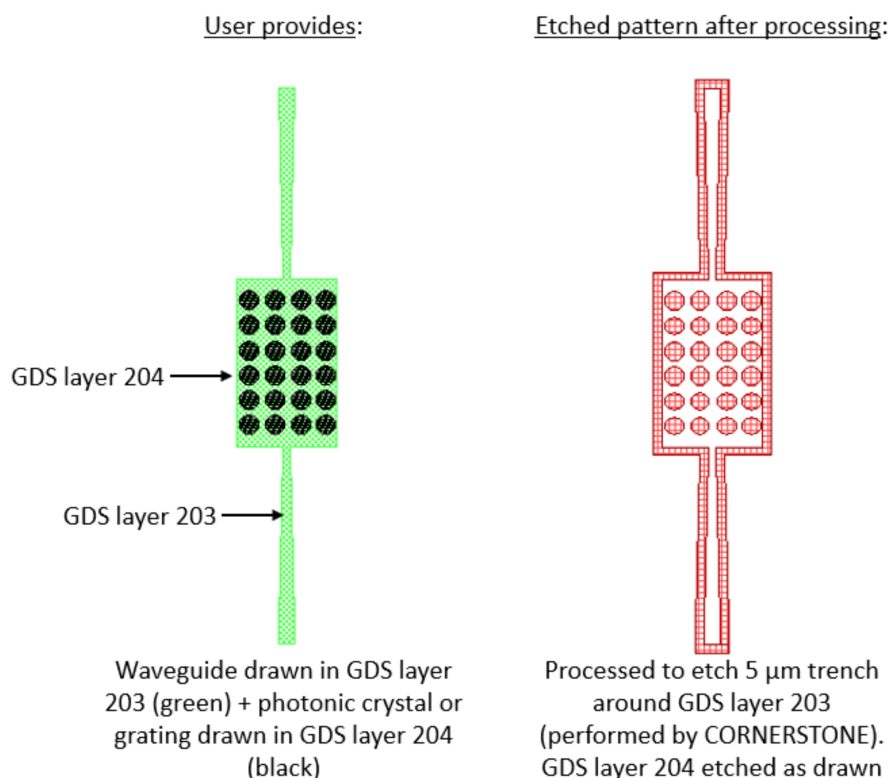 User provides:
Etched pattern after processing:
GDS layer 204
GDS layer 203
Waveguide drawn in GDS layer
203 (green) + photonic crystal or
grating drawn in GDS layer 204
(black)
Processed to etch 5 µm trench
around GDS layer 203
(performed by CORNERSTONE).
GDS layer 204 etched as drawn